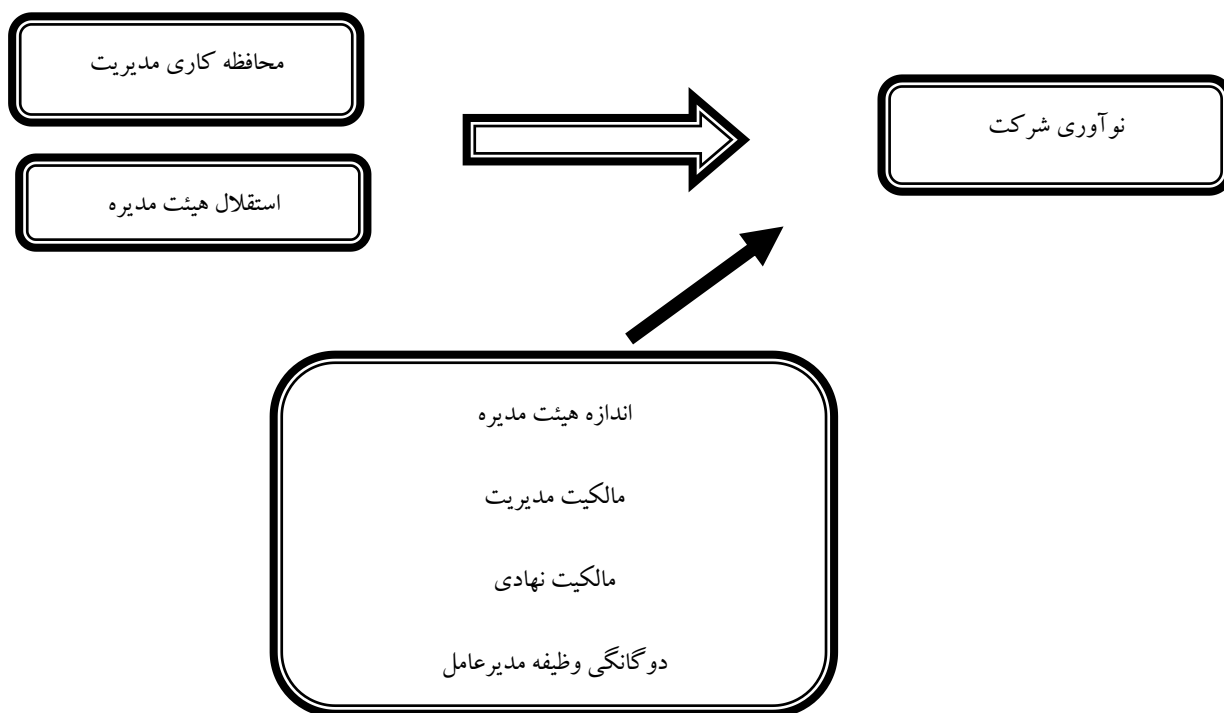 محافظه کاری مدیریت
نوآوری شرکت
استقلال هیئت مدیره
اندازه هیئت مدیره
مالکیت مدیریت
مالکیت نهادی
دوگانگی وظیفه مدیرعامل